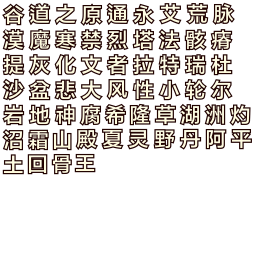 谷道之原通永艾荒脉
漠魔寒禁烈塔法骸瘠
提灰化文者拉特瑞杜
沙盆悲大风性小轮尔
岩地神腐希隆草湖洲灼
沼霜山殿夏灵野丹阿平
土回骨王